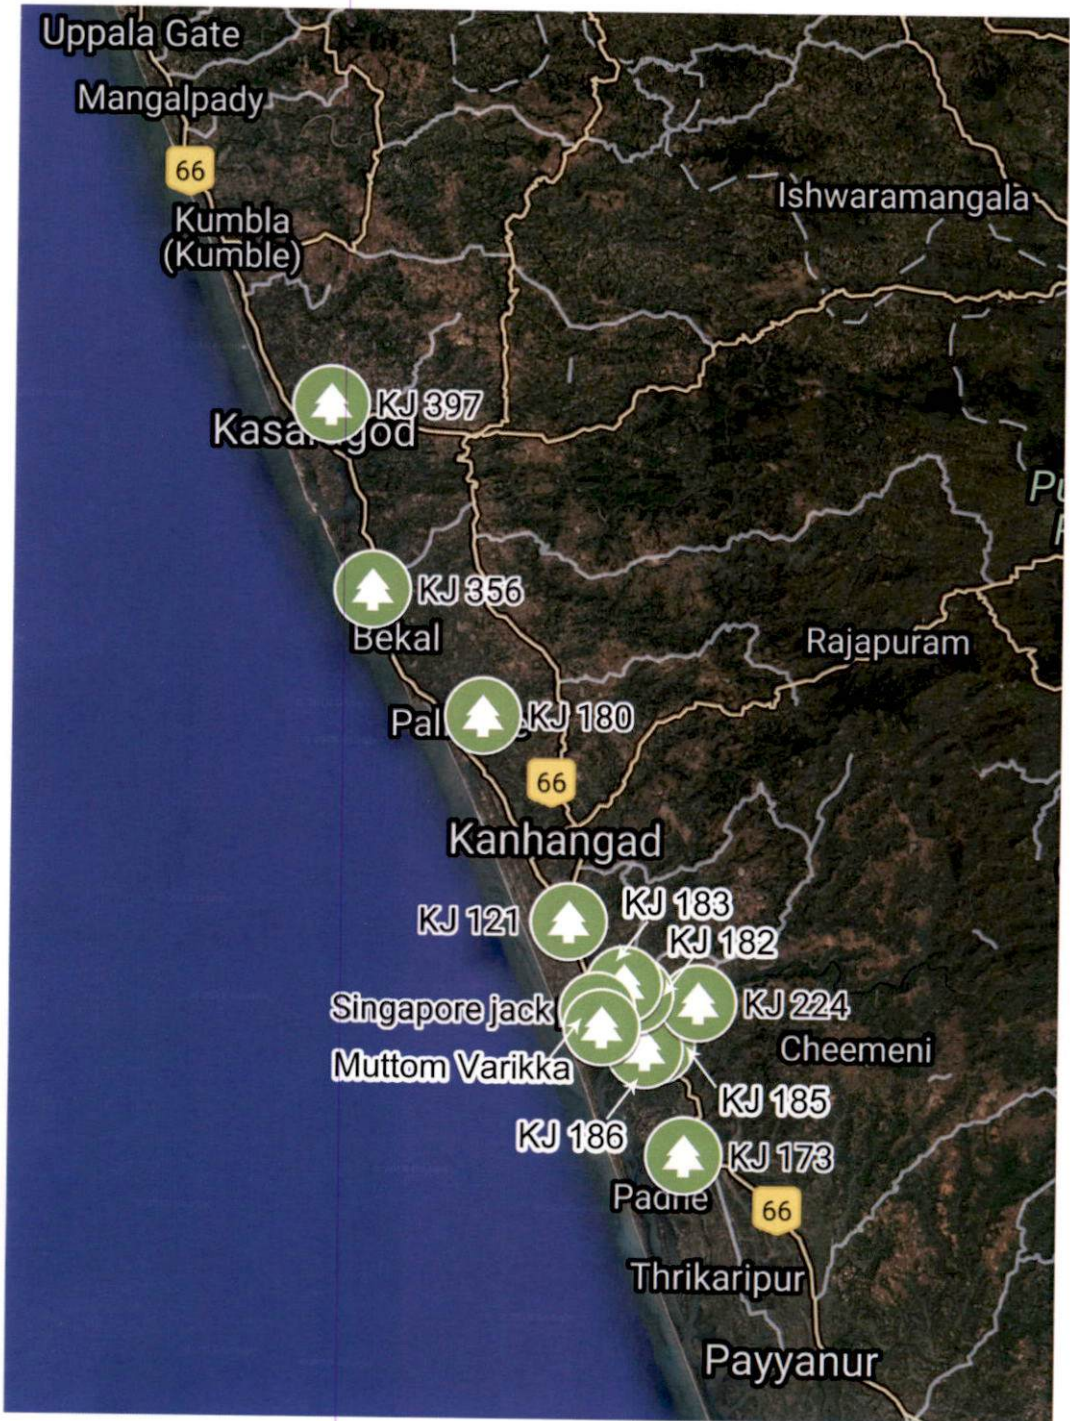 Uppala Gate
Mangalpady
66
Ishwaramangala
Kumbla
(Kumble)
KJ 397
KJ 356
Bekal
Rajapuram
KJ 180
66
Kanhangad
KJ 183
KJ 121
KJ 182
Singapore jack
KJ 224
Cheemeni
Muttom Varikka
KJ 185
KJ 186
KJ 173
66
Thrikaripur
Payyanur